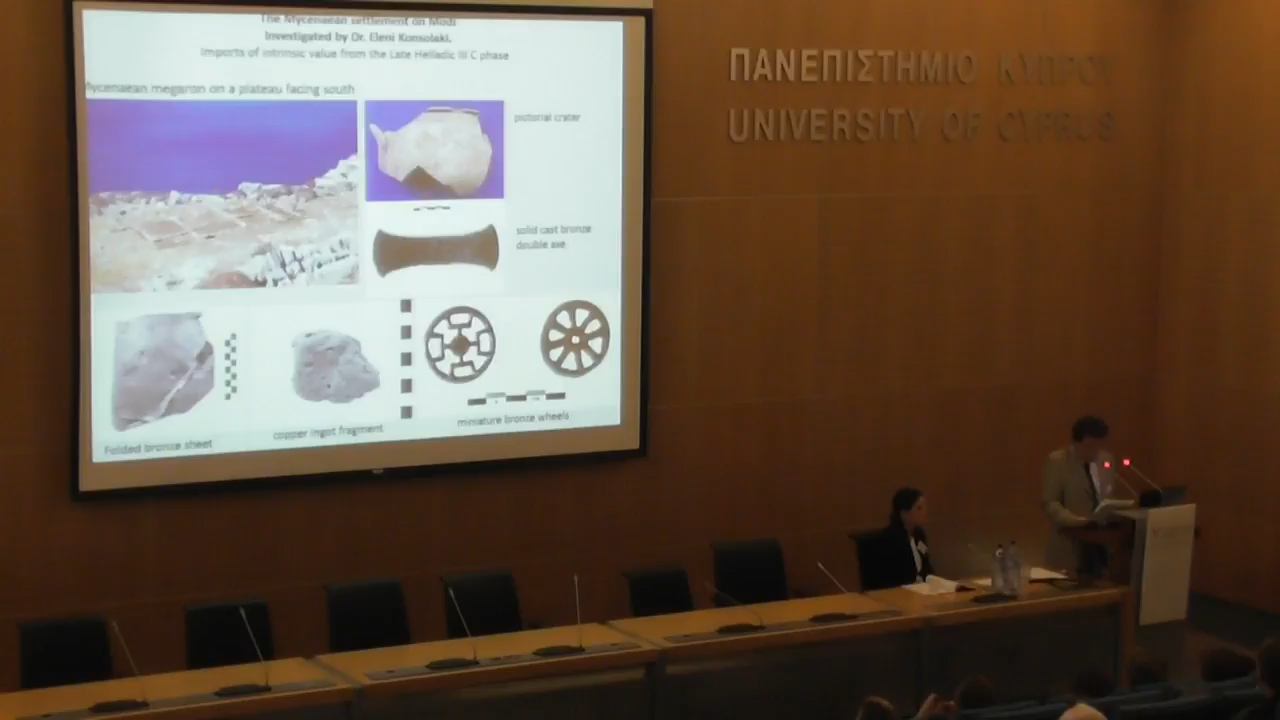 The Mycenaean settlement on Modi
Investigated by Dr. Eleni Konsolaki,
Imports of intrinsic value from the Late Helladic III C phase
Mycenaean megaron on a plateau facing south
pictorial crater
solid cast bronze
double axe
Folded bronze sheet
copper ingot fragment
miniature bronze wheels
ΠΑΝΕΠΙΣΤΗΜΙΟ ΚΥΠΡΟΥ
UNIVERSITY OF CYPRUS